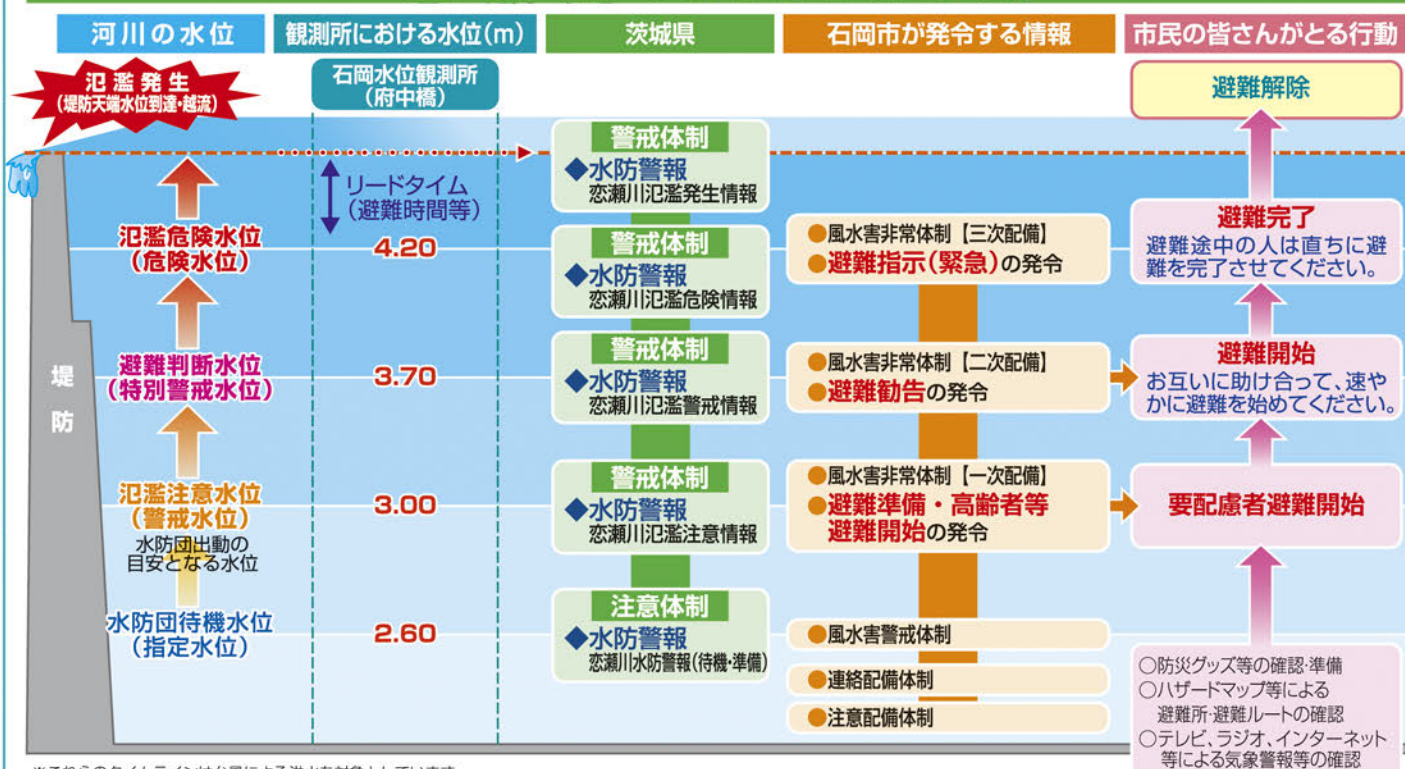 河川の水位
観測所における水位(m)
茨城県
石岡市が発令する情報
市民の皆さんがとる行動
氾濫発生
(堤防天端水位到達・越流)
石岡水位観測所
(府中橋)
避難解除
警戒体制
◆水防警報
恋瀬川氾濫発生情報
リードタイム
(避難時間等)
氾濫危険水位
(危険水位)
4.20
警戒体制
◆水防警報
恋瀬川氾濫危険情報
●風水害非常体制【三次配備】
●避難指示(緊急)の発令
避難完了
避難途中の人は直ちに避
難を完了させてください。
堤防
避難判断水位
(特別警戒水位)
3.70
警戒体制
◆水防警報
恋瀬川氾濫警戒情報
●風水害非常体制【二次配備】
●避難勧告の発令
避難開始
お互いに助け合って、速や
かに避難を始めてください。
氾濫注意水位
(警戒水位)
水防団出動の
目安となる水位
3.00
警戒体制
◆水防警報
恋瀬川氾濫注意情報
●風水害非常体制【一次配備】
●避難準備・高齢者等
避難開始の発令
要配慮者避難開始
水防団待機水位
(指定水位)
2.60
注意体制
◆水防警報
恋瀬川水防警報(待機・準備)
●風水害警戒体制
●連絡配備体制
●注意配備体制
○防災グッズ等の確認・準備
○ハザードマップ等による
避難所・避難ルートの確認
○テレビ、ラジオ、インターネット
等による気象警報等の確認